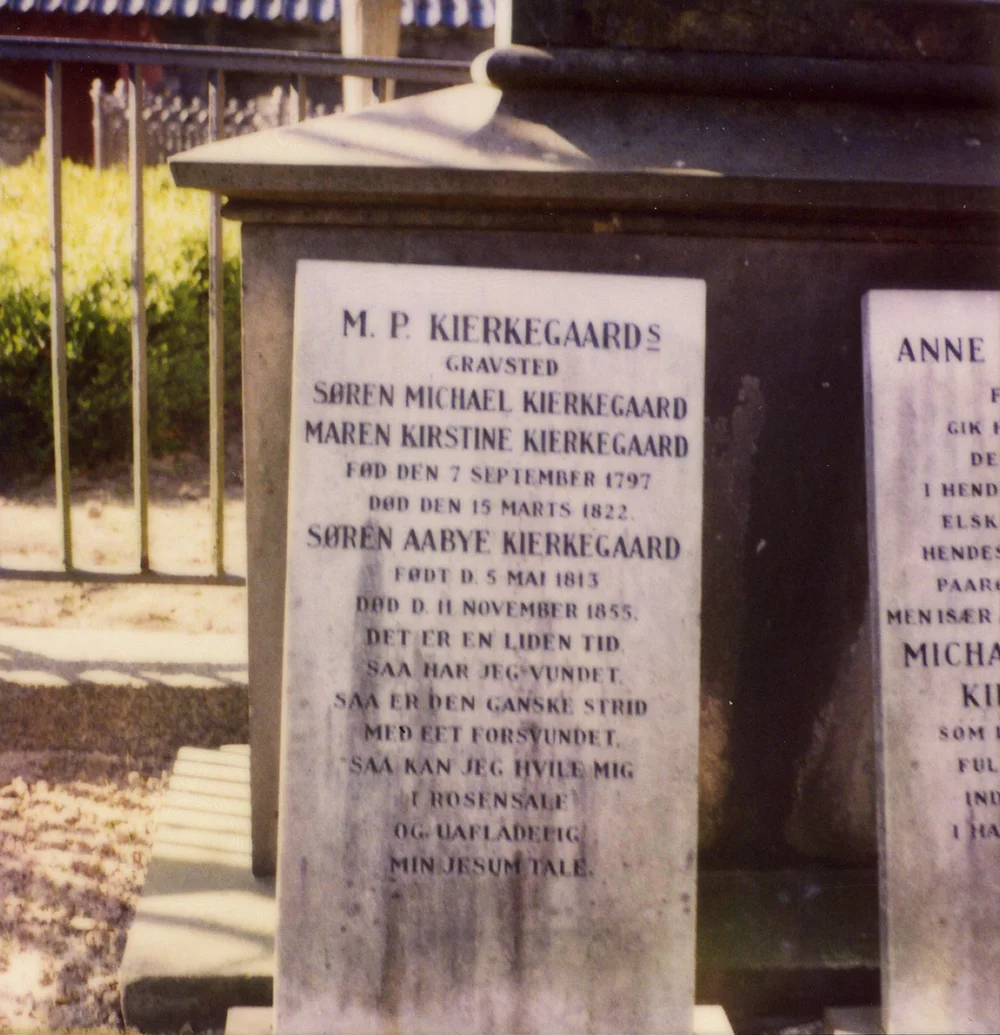 M. P. KIERKEGAARDS
GRAVSTED
SØREN MICHAEL KIERKEGAARD
MAREN KIRSTINE KIERKEGAARD
FØD DEN 7 SEPTEMBER 1797
DØD DEN 15 MARTS 1822.
SØREN AABYE KIERKEGAARD
FØDT D. 5 MAI 1813
DØD D. 11 NOVEMBER 1855.
DET ER EN LIDEN TID,
SAA HAR JEG VUNDET,
SAA ER DEN GANSKE STRID
MED EET FORSVUNDET,
SAA KAN JEG HVILE MIG
I ROSENSALE
OG UAFLADELIG
MIN JESUM TALE.
ANNE
GIK
I HEND
ELSK
HENDES
MEN ISÆR
MICHA
KI
SOM
FUL
IND
I HA